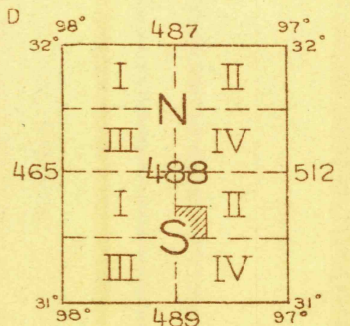 D
98° 487 97°
32° 32°
I II
N
III IV
465 488 512
I II
S
III IV
31° 31°
98° 489 97°